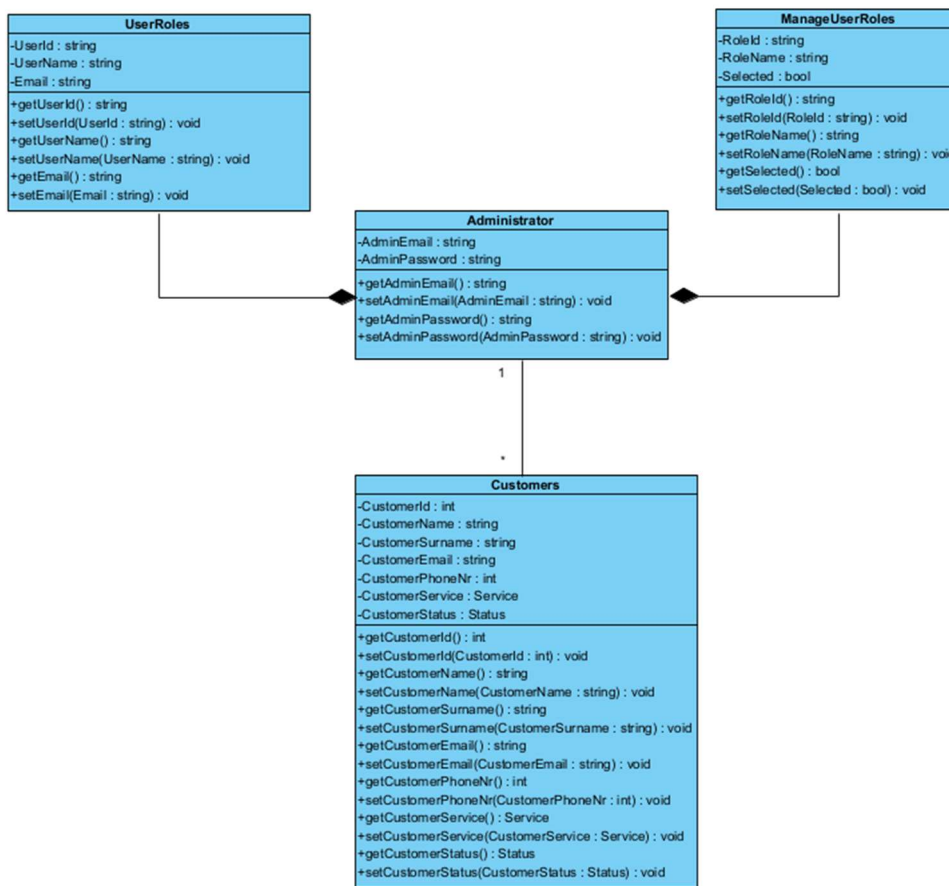 UserRoles
-UserId : string
-UserName : string
-Email : string
+getUserId() : string
+setUserId(UserId : string) : void
+getUserName() : string
+setUserName(UserName : string) : void
+getEmail() : string
+setEmail(Email : string) : void
ManageUserRoles
-RoleId : string
-RoleName : string
-Selected : bool
+getRoleId() : string
+setRoleId(RoleId : string) : void
+getRoleName() : string
+setRoleName(RoleName : string) : void
+getSelected() : bool
+setSelected(Selected : bool) : void
Administrator
-AdminEmail : string
-AdminPassword : string
+getAdminEmail() : string
+setAdminEmail(AdminEmail : string) : void
+getAdminPassword() : string
+setAdminPassword(AdminPassword : string) : void
1
*
Customers
-CustomerId : int
-CustomerName : string
-CustomerSurname : string
-CustomerEmail : string
-CustomerPhoneNr : int
-CustomerService : Service
-CustomerStatus : Status
+getCustomerId() : int
+setCustomerId(CustomerId : int) : void
+getCustomerName() : string
+setCustomerName(CustomerName : string) : void
+getCustomerSurname() : string
+setCustomerSurname(CustomerSurname : string) : void
+getCustomerEmail() : string
+setCustomerEmail(CustomerEmail : string) : void
+getCustomerPhoneNr() : int
+setCustomerPhoneNr(CustomerPhoneNr : int) : void
+getCustomerService() : Service
+setCustomerService(CustomerService : Service) : void
+getCustomerStatus() : Status
+setCustomerStatus(CustomerStatus : Status) : void